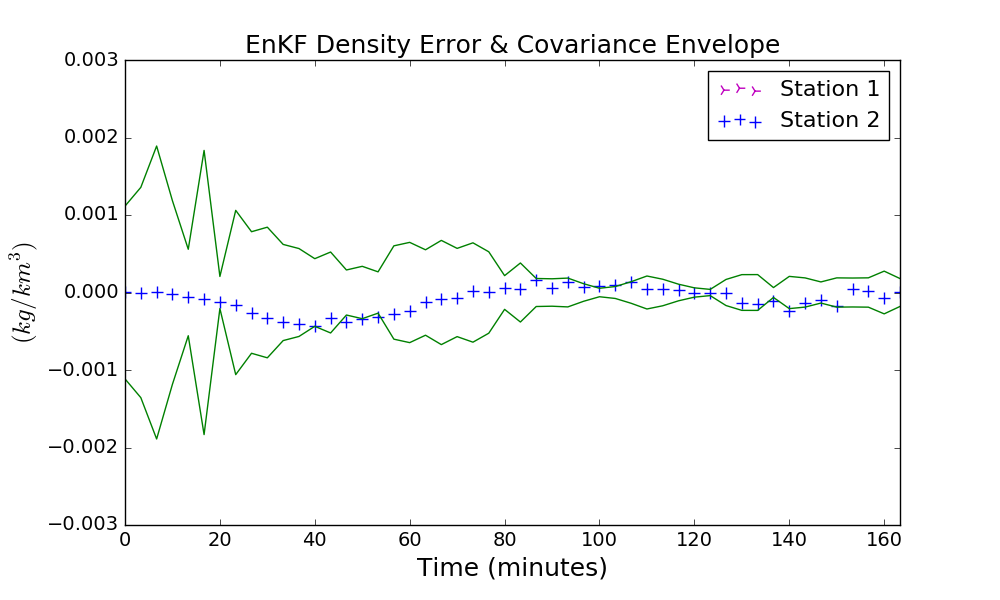 EnKF Density Error & Covariance Envelope
0.003
0.002
0.001
0.000
−0.001
−0.002
−0.003
(kg/km³)
Station 1
Station 2
0 20 40 60 80 100 120 140 160
Time (minutes)